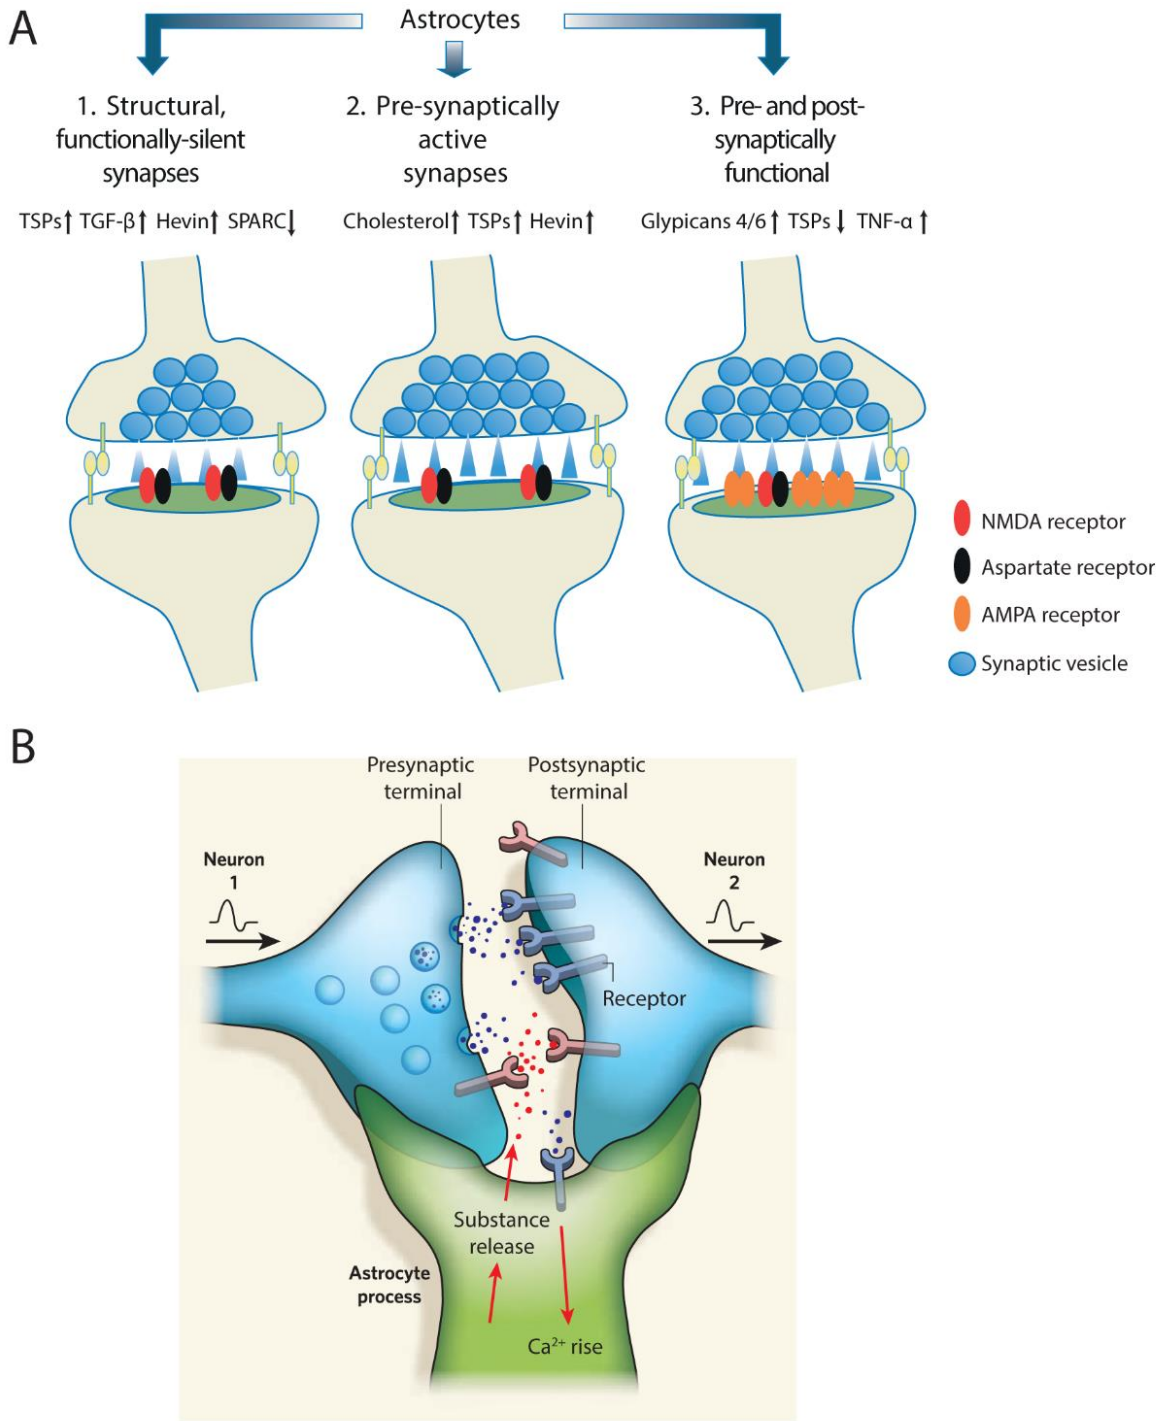 A
Astrocytes
1. Structural,
functionally-silent
synapses
2. Pre-synaptically
active
synapses
3. Pre- and post-
synaptically
functional
TSPs↑ TGF-β↑ Hevin↑ SPARC↓
Cholesterol↑ TSPs↑ Hevin↑
Glypicans 4/6↑ TSPs↓ TNF-α↑
NMDA receptor
Aspartate receptor
AMPA receptor
Synaptic vesicle
B
Presynaptic
terminal
Postsynaptic
terminal
Neuron
1
Neuron
2
Receptor
Substance
release
Astrocyte
process
Ca²⁺ rise